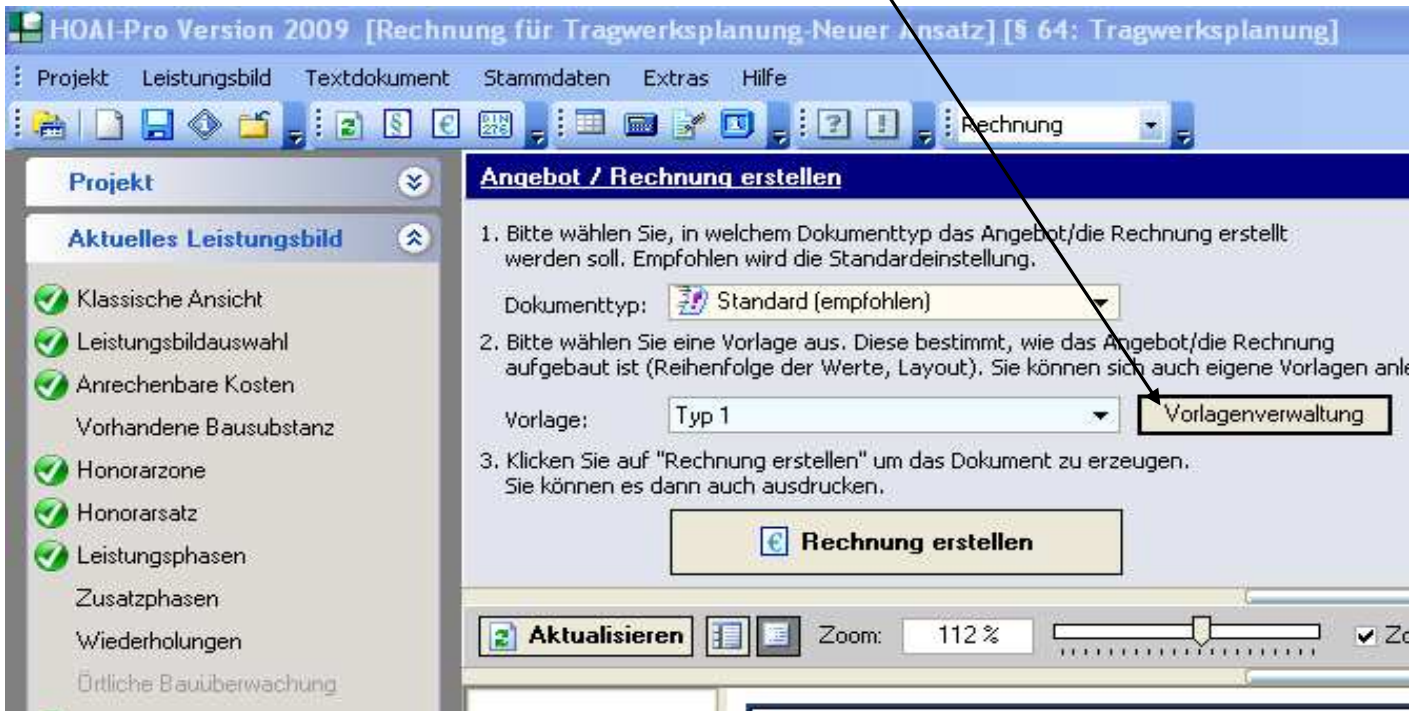 HOAI-Pro Version 2009 [Rechnung für Tragwerksplanung-Neuer Ansatz] [§ 64: Tragwerksplanung]
Projekt Leistungsbild Textdokument Stammdaten Extras Hilfe
Rechnung
Projekt
Aktuelles Leistungsbild
Klassische Ansicht
Leistungsbildauswahl
Anrechenbare Kosten
Vorhandene Bausubstanz
Honorarzone
Honorarsatz
Leistungsphasen
Zusatzphasen
Wiederholungen
Örtliche Bauüberwachung
Angebot / Rechnung erstellen
1. Bitte wählen Sie, in welchem Dokumenttyp das Angebot/die Rechnung erstellt
werden soll. Empfohlen wird die Standardeinstellung.
Dokumenttyp: Standard (empfohlen)
2. Bitte wählen Sie eine Vorlage aus. Diese bestimmt, wie das Angebot/die Rechnung
aufgebaut ist (Reihenfolge der Werte, Layout). Sie können sich auch eigene Vorlagen anle
Vorlage: Typ 1 Vorlagenverwaltung
3. Klicken Sie auf "Rechnung erstellen" um das Dokument zu erzeugen.
Sie können es dann auch ausdrucken.
€ Rechnung erstellen
Aktualisieren Zoom: 112 % Zo